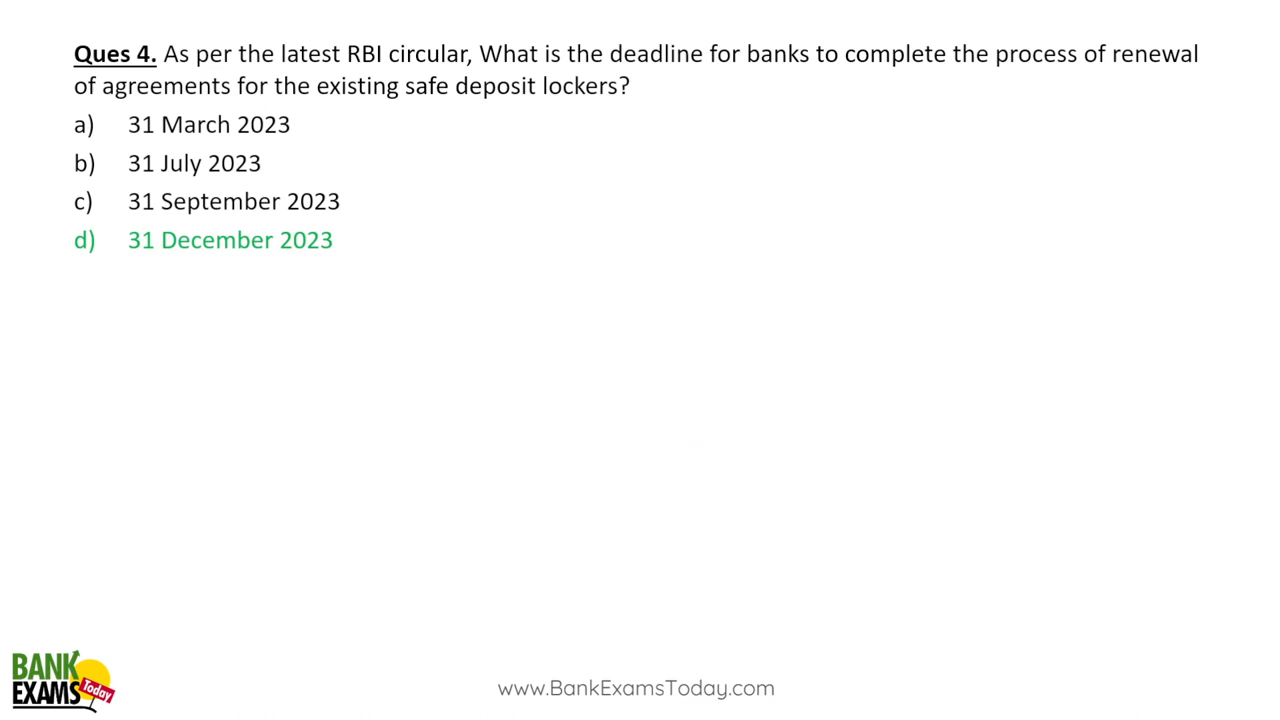 Ques 4. As per the latest RBI circular, What is the deadline for banks to complete the process of renewal
of agreements for the existing safe deposit lockers?
a) 31 March 2023
b) 31 July 2023
c) 31 September 2023
d) 31 December 2023
BANK
EXAMS Today
www.BankExamsToday.com